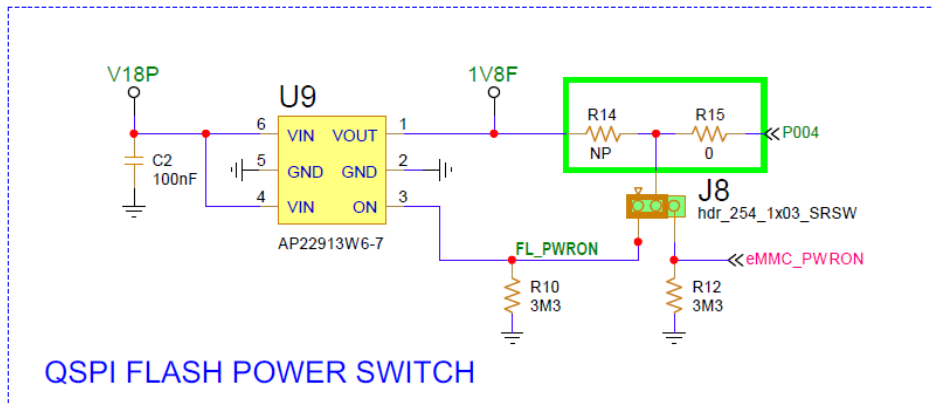 V18P
1V8F
U9
R14
R15
6
VIN
VOUT
1
P004
NP
0
C2
100nF
5
GND
GND
2
J8
4
VIN
ON
3
hdr_254_1x03_SRSW
AP22913W6-7
FL_PWRON
eMMC_PWRON
R10
3M3
R12
3M3
QSPI FLASH POWER SWITCH